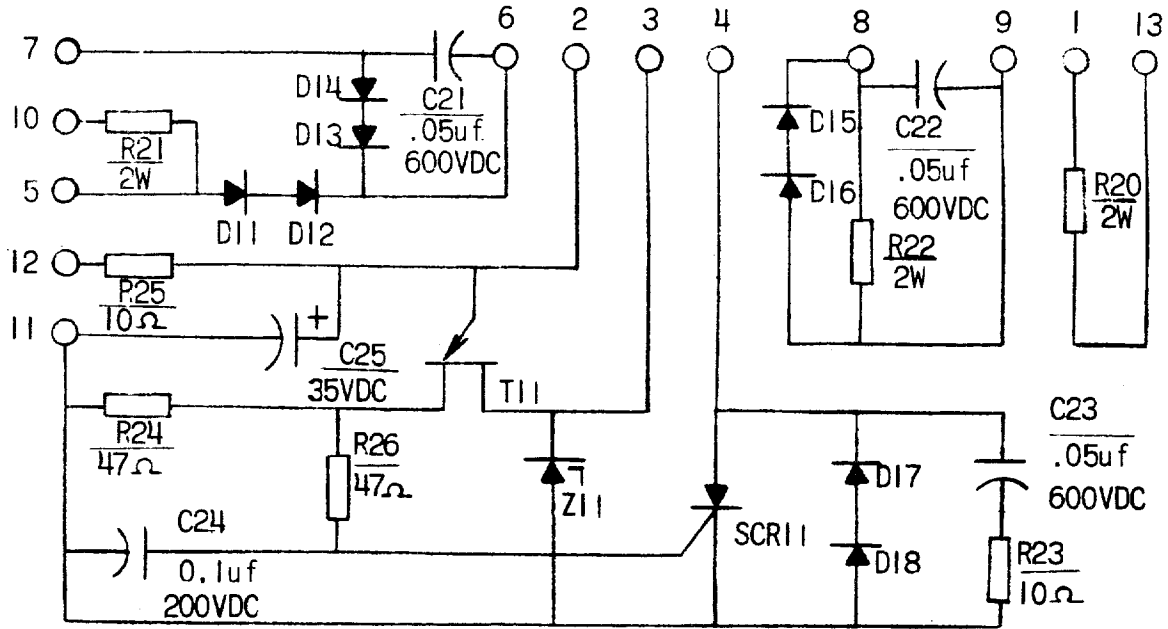 6 2 3 4 8 9 1 13
7
D14
C21
.05uf
600VDC
D13
10
R21
2W
5
D11 D12
D15
D16
C22
.05uf
600VDC
R22
2W
R20
2W
12
R25
10Ω
11
+
C25
35VDC
T11
R24
47Ω
R26
47Ω
Z11
C24
0.1uf
200VDC
SCR11
D17
D18
C23
.05uf
600VDC
R23
10Ω